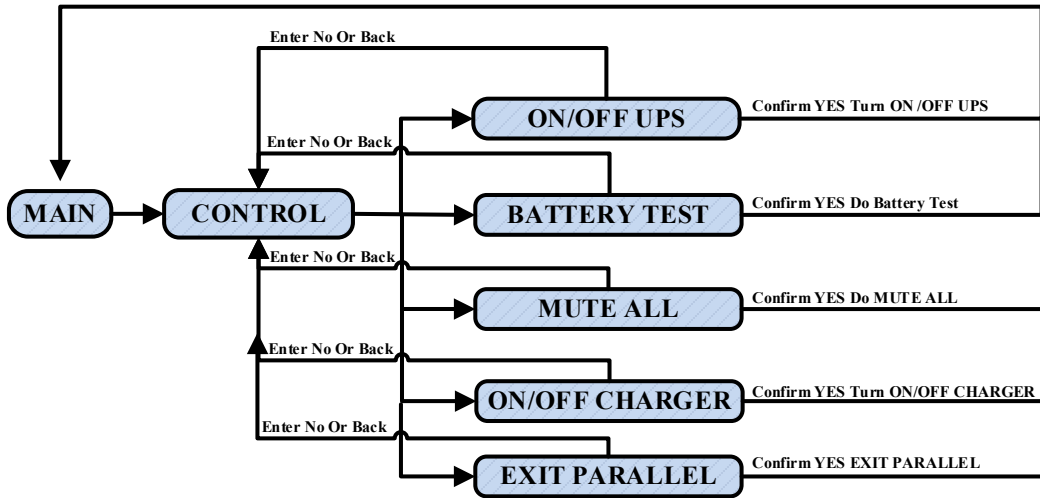 Enter No Or Back
ON/OFF UPS
Confirm YES Turn ON /OFF UPS
Enter No Or Back
MAIN
CONTROL
BATTERY TEST
Confirm YES Do Battery Test
Enter No Or Back
MUTE ALL
Confirm YES Do MUTE ALL
Enter No Or Back
ON/OFF CHARGER
Confirm YES Turn ON/OFF CHARGER
Enter No Or Back
EXIT PARALLEL
Confirm YES EXIT PARALLEL